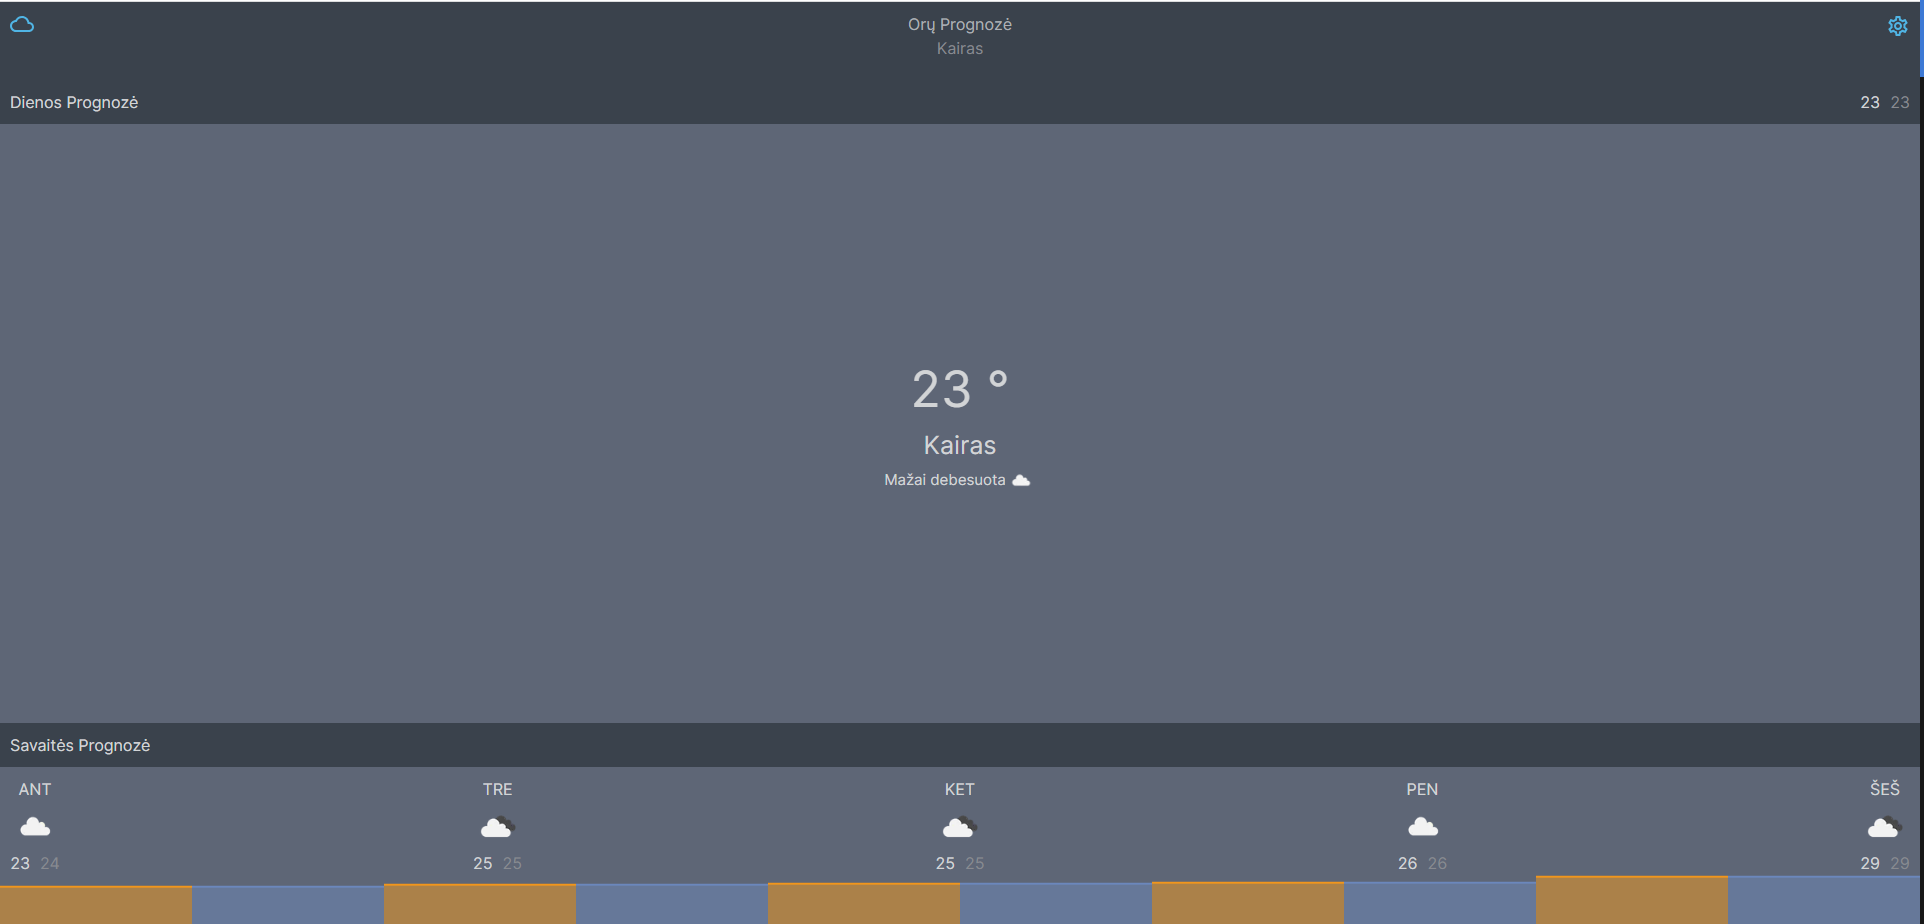 Orų Prognozė
Kairas
Dienos Prognozė 23 23
23 °
Kairas
Mažai debesuota
Savaitės Prognozė
ANT TRE KET PEN ŠEŠ
23 24 25 25 25 25 26 26 29 29